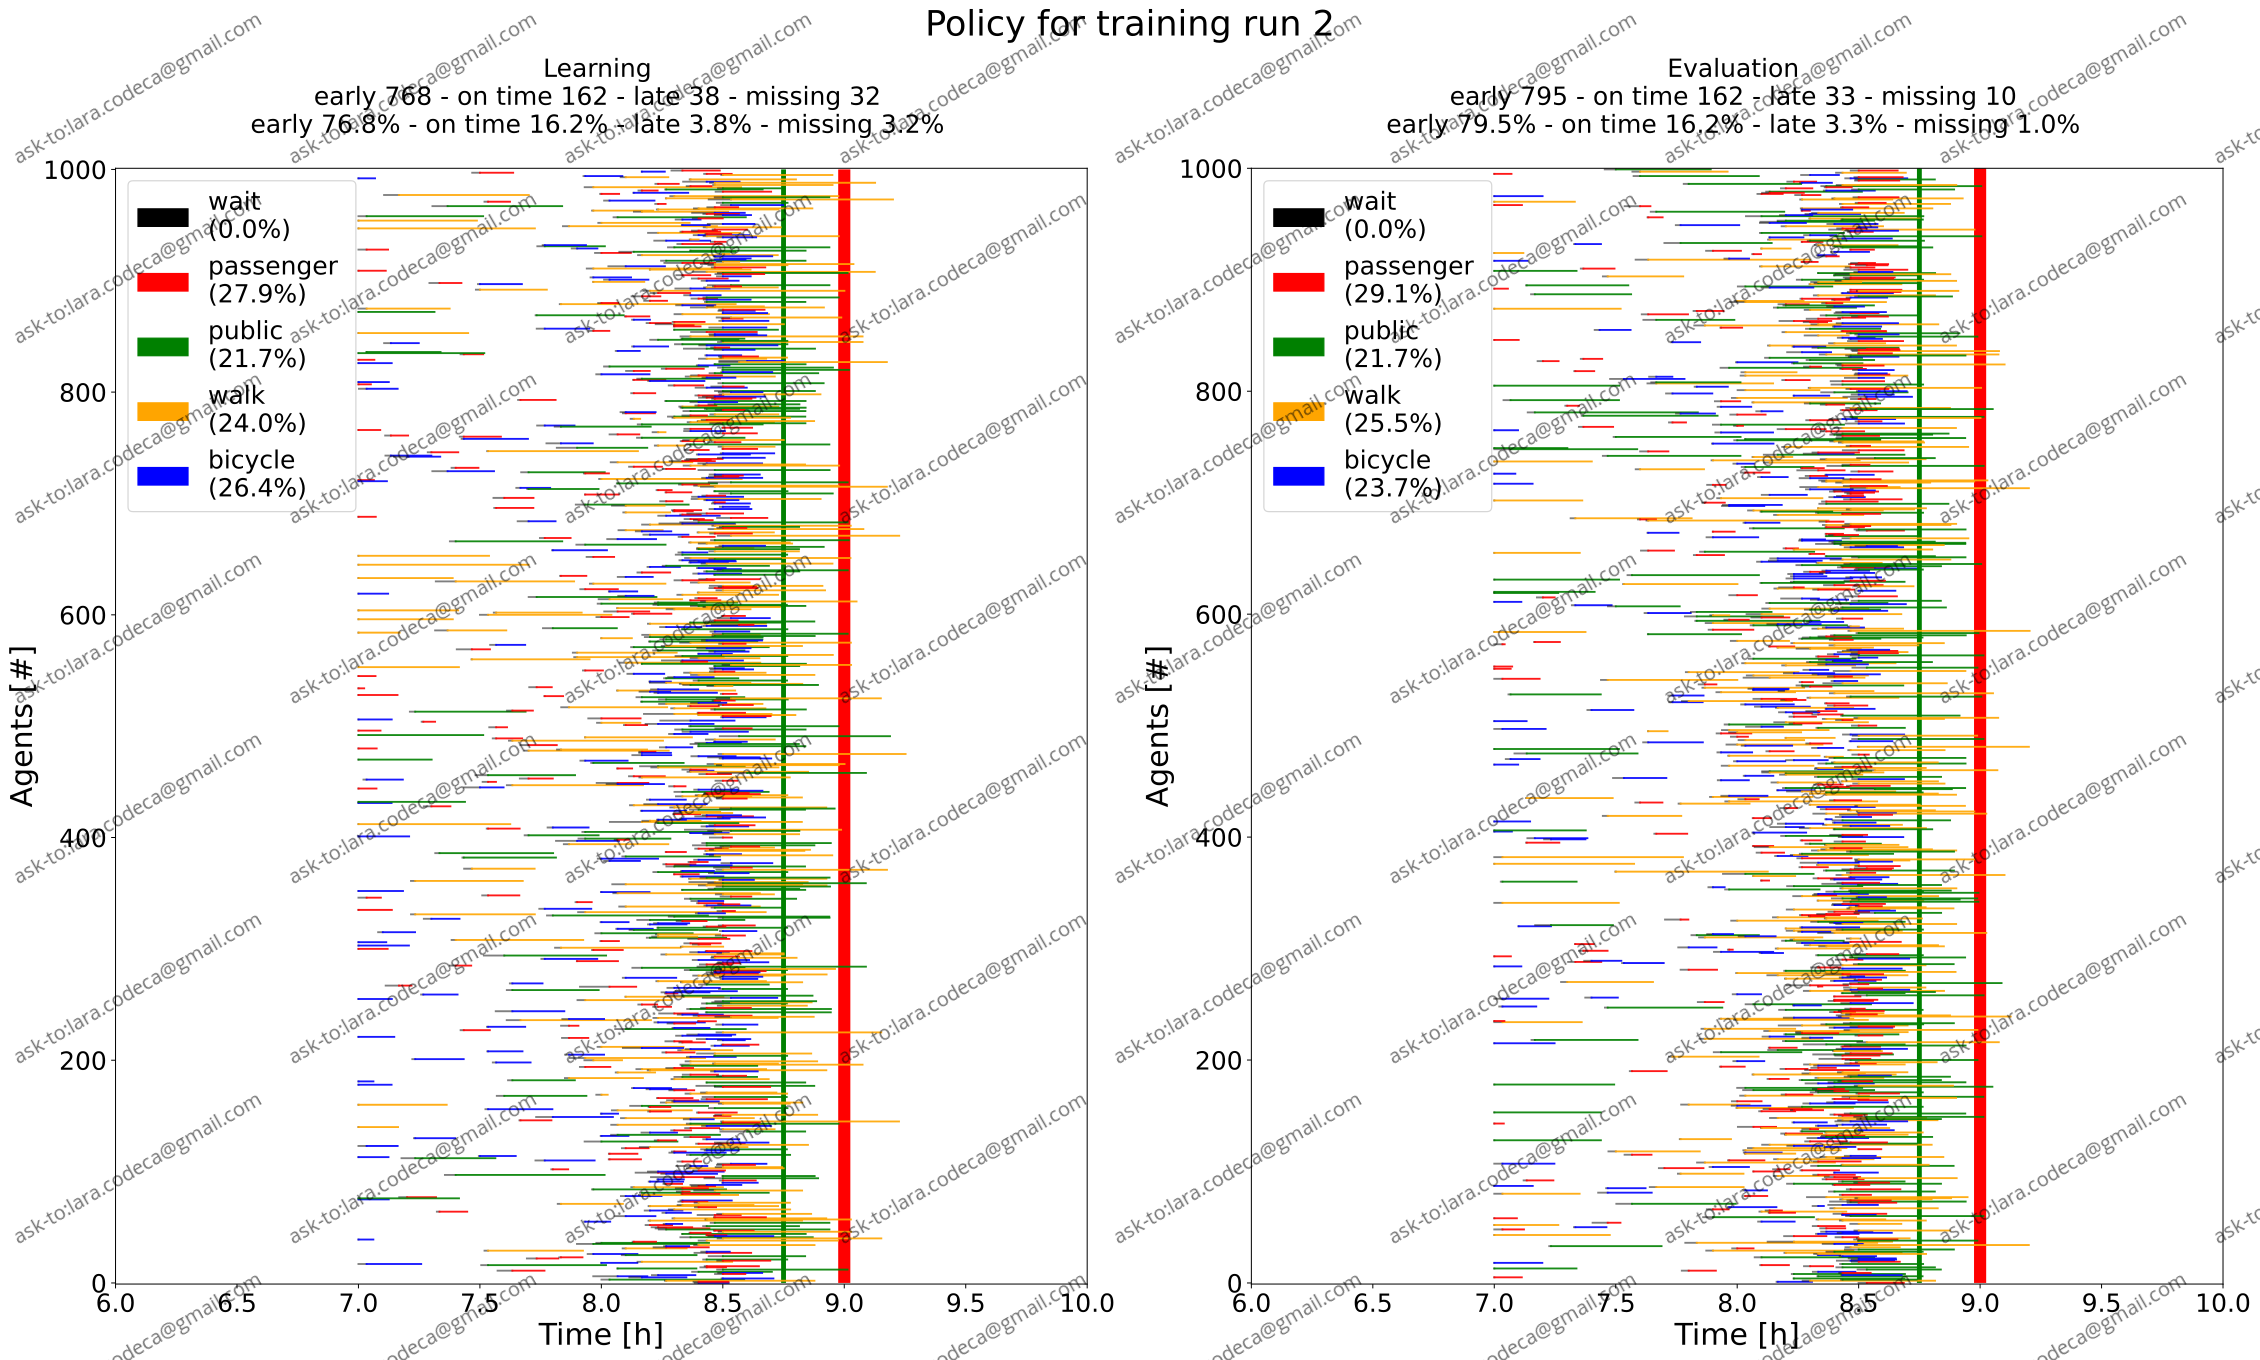 Policy for training run 2
Learning
early 768 - on time 162 - late 38 - missing 32
early 76.8% - on time 16.2% - late 3.8% - missing 3.2%
1000
800
600
400
200
0
Agents [#]
wait
(0.0%)
passenger
(27.9%)
public
(21.7%)
walk
(24.0%)
bicycle
(26.4%)
6.0 6.5 7.0 7.5 8.0 8.5 9.0 9.5 10.0
Time [h]
Evaluation
early 795 - on time 162 - late 33 - missing 10
early 79.5% - on time 16.2% - late 3.3% - missing 1.0%
1000
800
600
400
200
0
Agents [#]
wait
(0.0%)
passenger
(29.1%)
public
(21.7%)
walk
(25.5%)
bicycle
(23.7%)
6.0 6.5 7.0 7.5 8.0 8.5 9.0 9.5 10.0
Time [h]
ask-to:lara.codeca@gmail.com